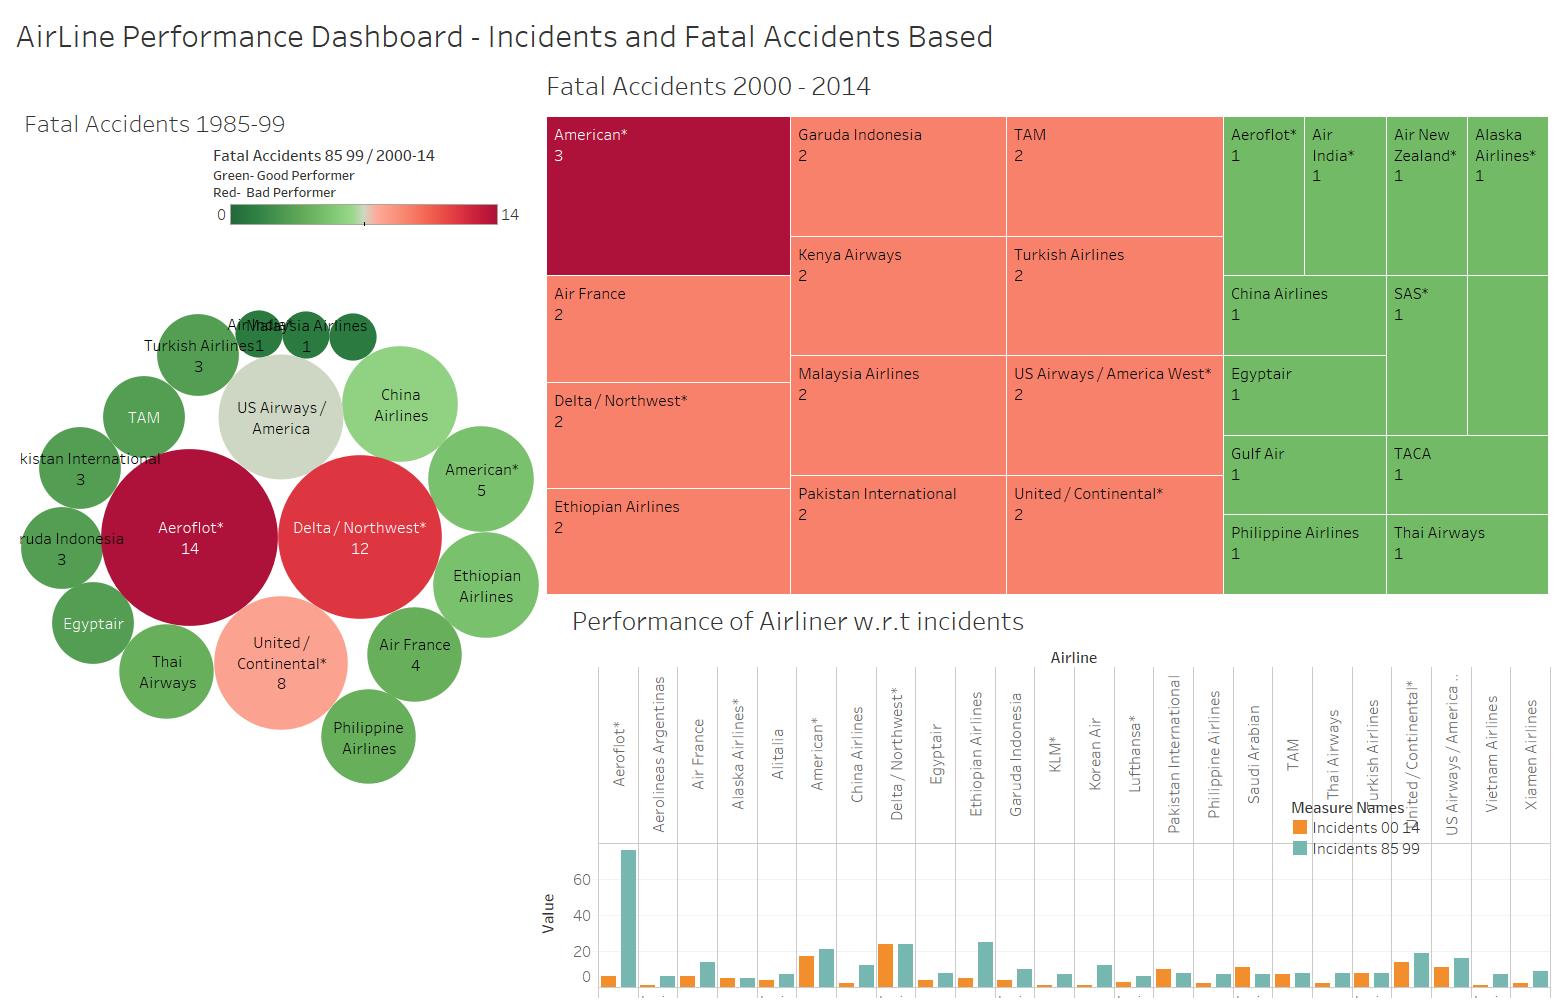 AirLine Performance Dashboard - Incidents and Fatal Accidents Based
Fatal Accidents 2000 - 2014
Fatal Accidents 1985-99
Fatal Accidents 85 99 / 2000-14
Green- Good Performer
Red- Bad Performer
0
14
Malaysia Airlines
1
Turkish Airlines
3
1
TAM
US Airways /
America
China
Airlines
kistan International
3
American*
5
Aeroflot*
14
Delta / Northwest*
12
ruda Indonesia
3
Ethiopian
Airlines
Egyptair
Thai
Airways
United /
Continental*
8
Air France
4
Philippine
Airlines
American*
3
Air France
2
Delta / Northwest*
2
Ethiopian Airlines
2
Garuda Indonesia
2
Kenya Airways
2
Malaysia Airlines
2
Pakistan International
2
TAM
2
Turkish Airlines
2
US Airways / America West*
2
United / Continental*
2
Aeroflot*
1
Air
India*
1
Air New
Zealand*
1
Alaska
Airlines*
1
China Airlines
1
SAS*
1
Egyptair
1
Gulf Air
1
TACA
1
Philippine Airlines
1
Thai Airways
1
Performance of Airliner w.r.t incidents
Airline
Aeroflot*
Aerolineas Argentinas
Air France
Alaska Airlines*
Alitalia
American*
China Airlines
Delta / Northwest*
Egyptair
Ethiopian Airlines
Garuda Indonesia
KLM*
Korean Air
Lufthansa*
Pakistan International
Philippine Airlines
Saudi Arabian
TAM
Thai Airways
Turkish Airlines
United / Continental*
US Airways / America ..
Vietnam Airlines
Xiamen Airlines
Measure Names
Incidents 00 14
Incidents 85 99
Value
60
40
20
0